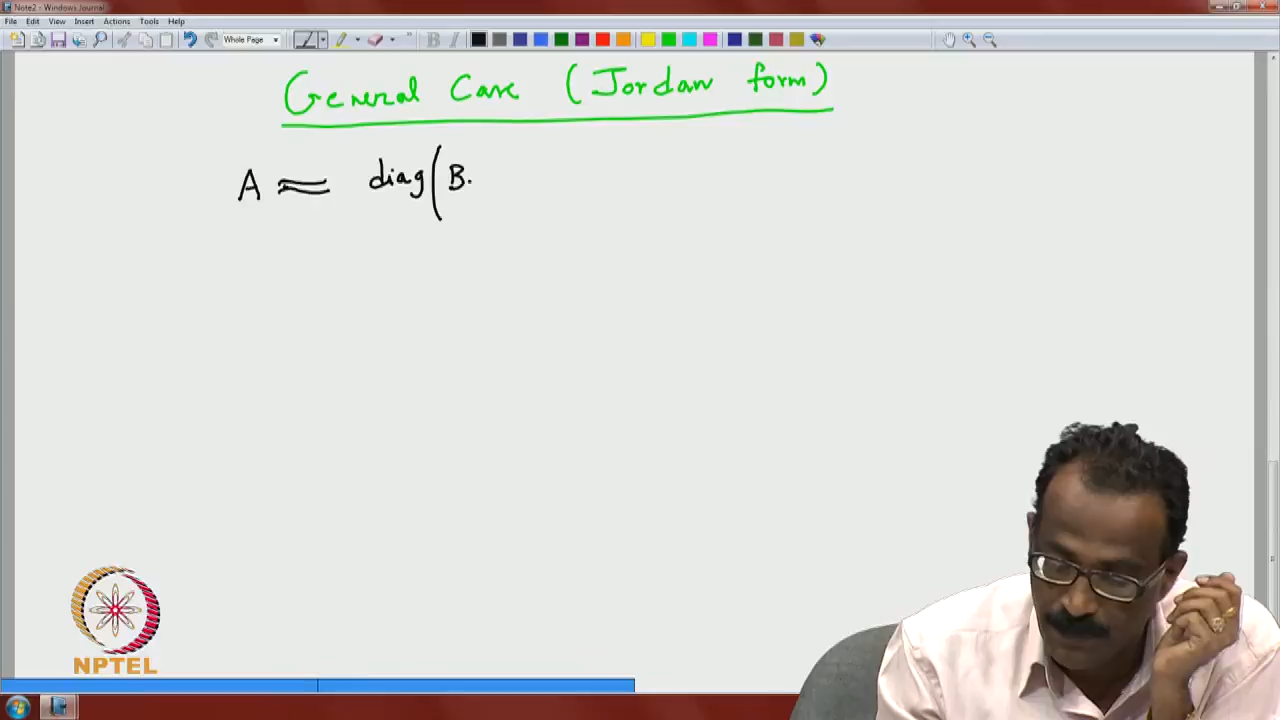 Note2 - Windows Journal
File Edit View Insert Actions Tools Help
Whole Page
B I
General Case (Jordan form)
A ≈ diag(B.
NPTEL